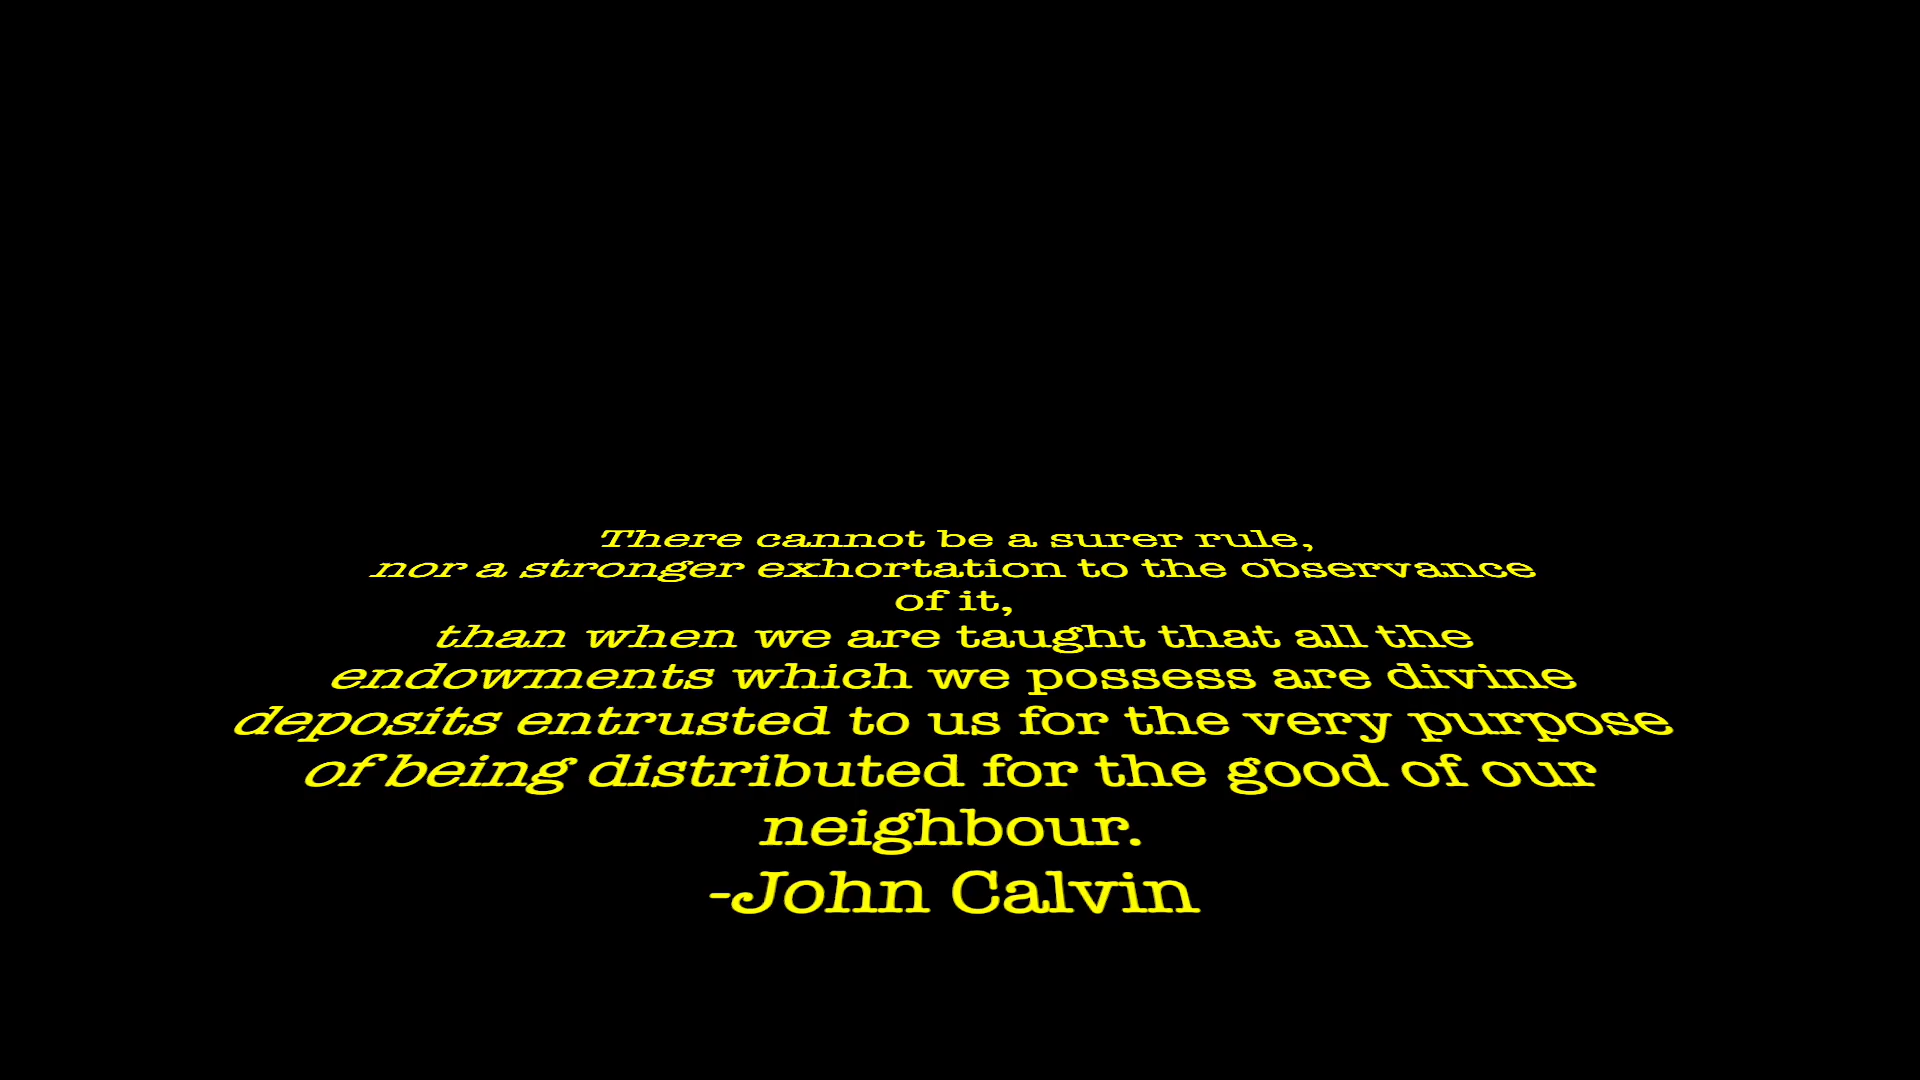 There cannot be a surer rule,
nor a stronger exhortation to the observance
of it,
than when we are taught that all the
endowments which we possess are divine
deposits entrusted to us for the very purpose
of being distributed for the good of our
neighbour.
-John Calvin